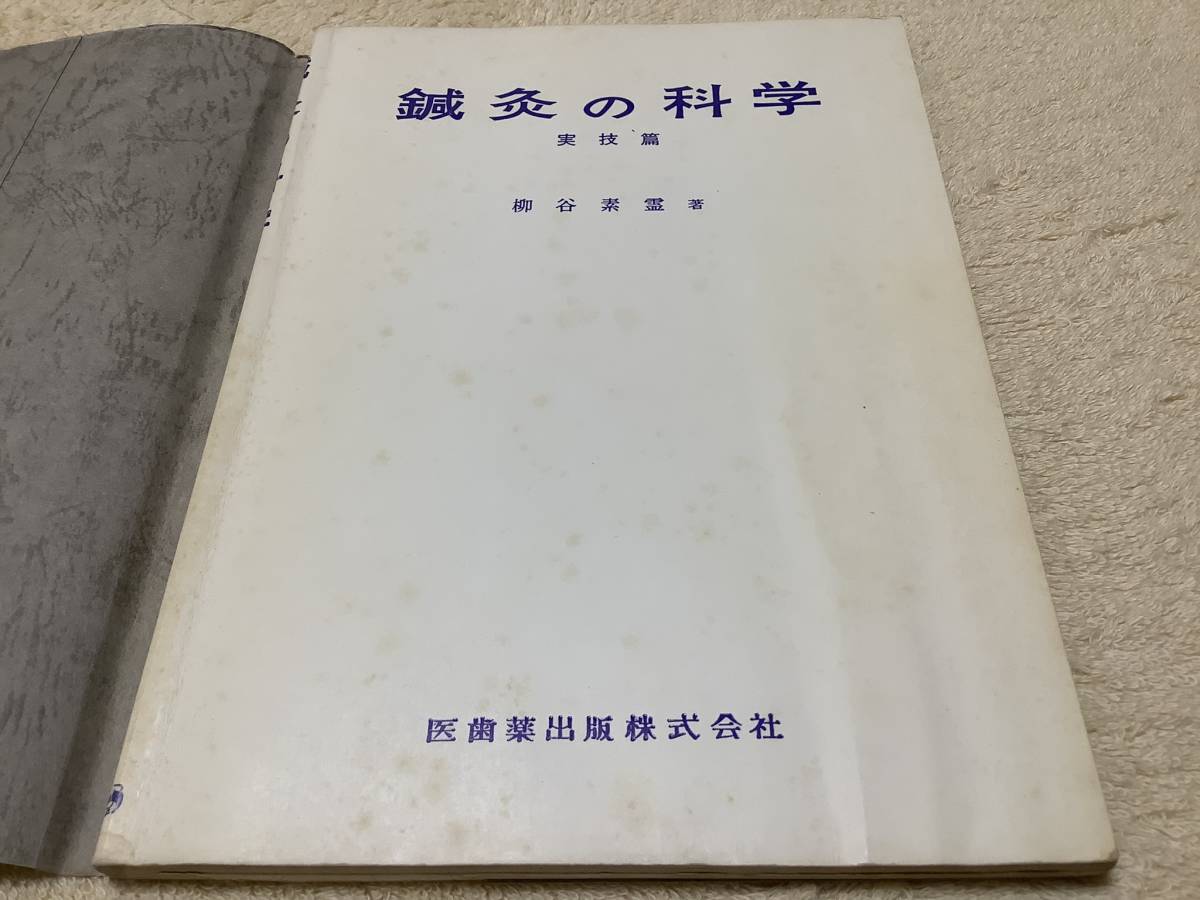 鍼灸の科学
実技篇
柳谷素霊 著
医歯薬出版株式会社